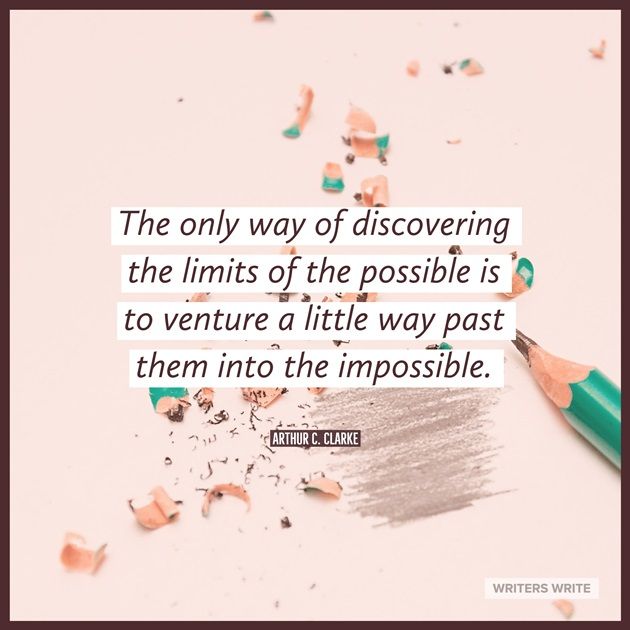 The only way of discovering
the limits of the possible is
to venture a little way past
them into the impossible.
ARTHUR C. CLARKE
WRITERS WRITE